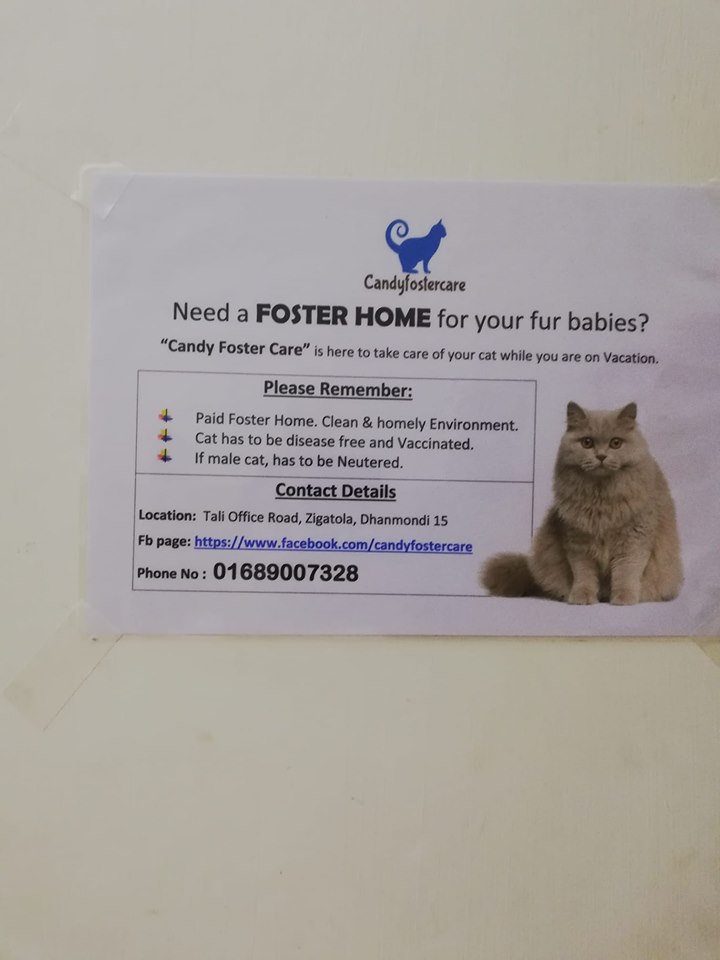 Candyfostercare
Need a FOSTER HOME for your fur babies?
“Candy Foster Care” is here to take care of your cat while you are on Vacation.
Please Remember:
Paid Foster Home. Clean & homely Environment.
Cat has to be disease free and Vaccinated.
If male cat, has to be Neutered.
Contact Details
Location: Tali Office Road, Zigatola, Dhanmondi 15
Fb page: https://www.facebook.com/candyfostercare
Phone No : 01689007328